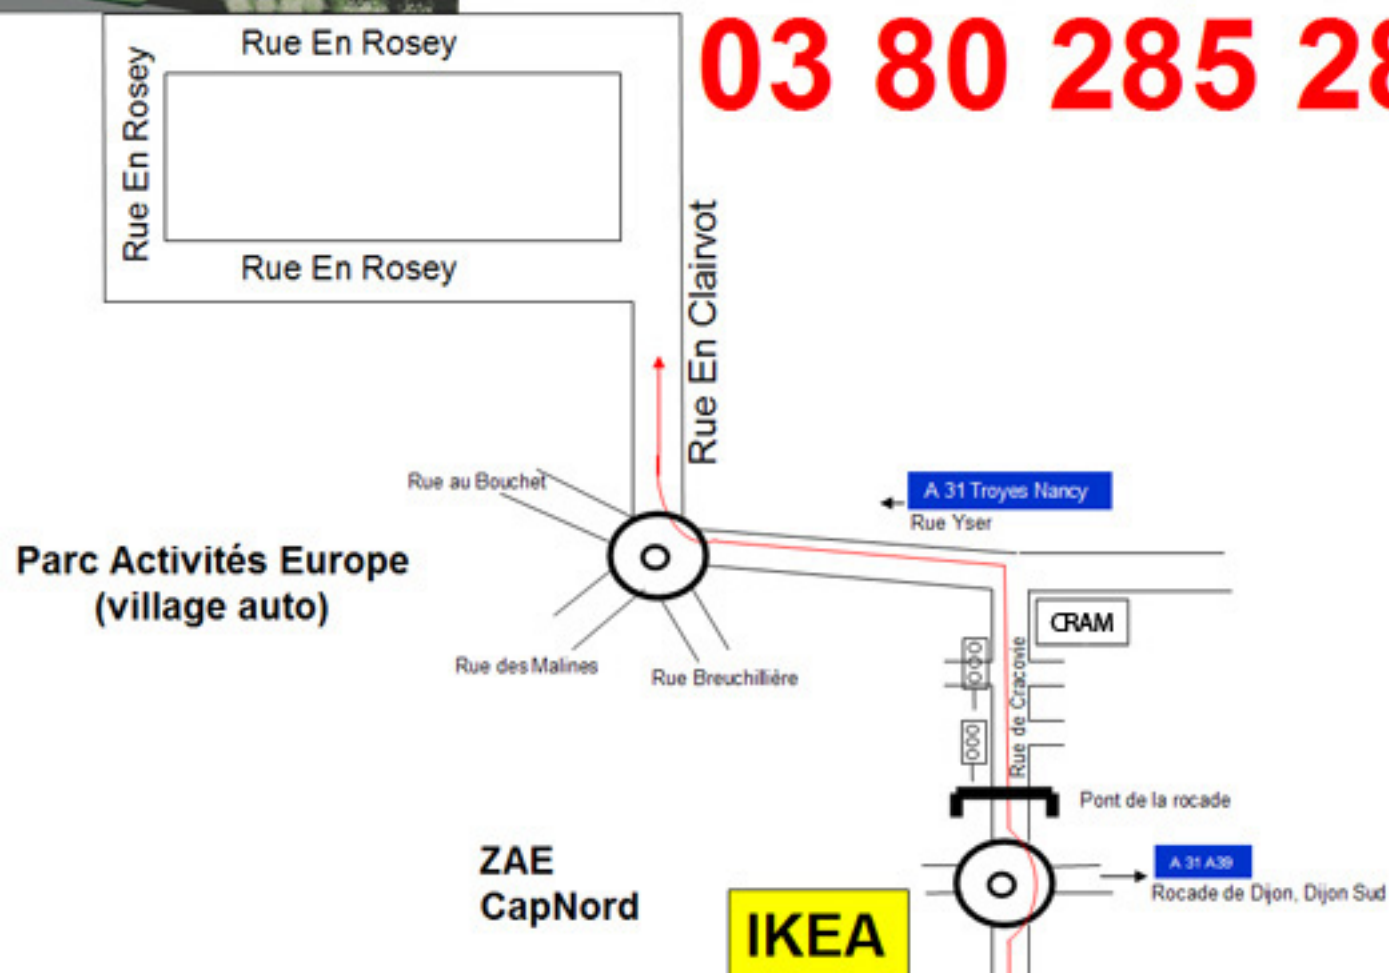 Rue En Rosey
03 80 285 28
Rue En Rosey
Rue En Rosey
Rue En Clairvot
Rue au Bouchet
A 31 Troyes Nancy
Rue Yser
Parc Activités Europe
(village auto)
CRAM
Rue des Malines
Rue Breuchillière
Rue de Cracovie
Pont de la rocade
ZAE
CapNord
A 31 A39
Rocade de Dijon, Dijon Sud
IKEA